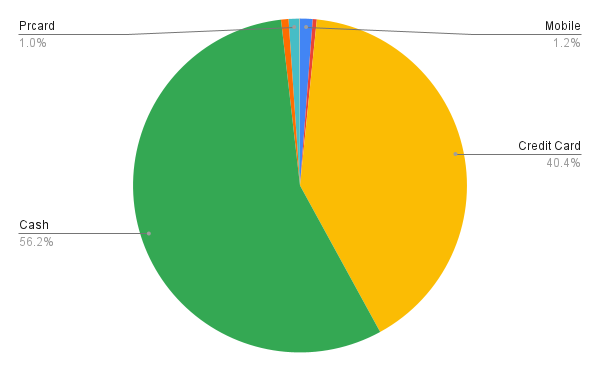 Prcard
1.0%
Mobile
1.2%
Credit Card
40.4%
Cash
56.2%